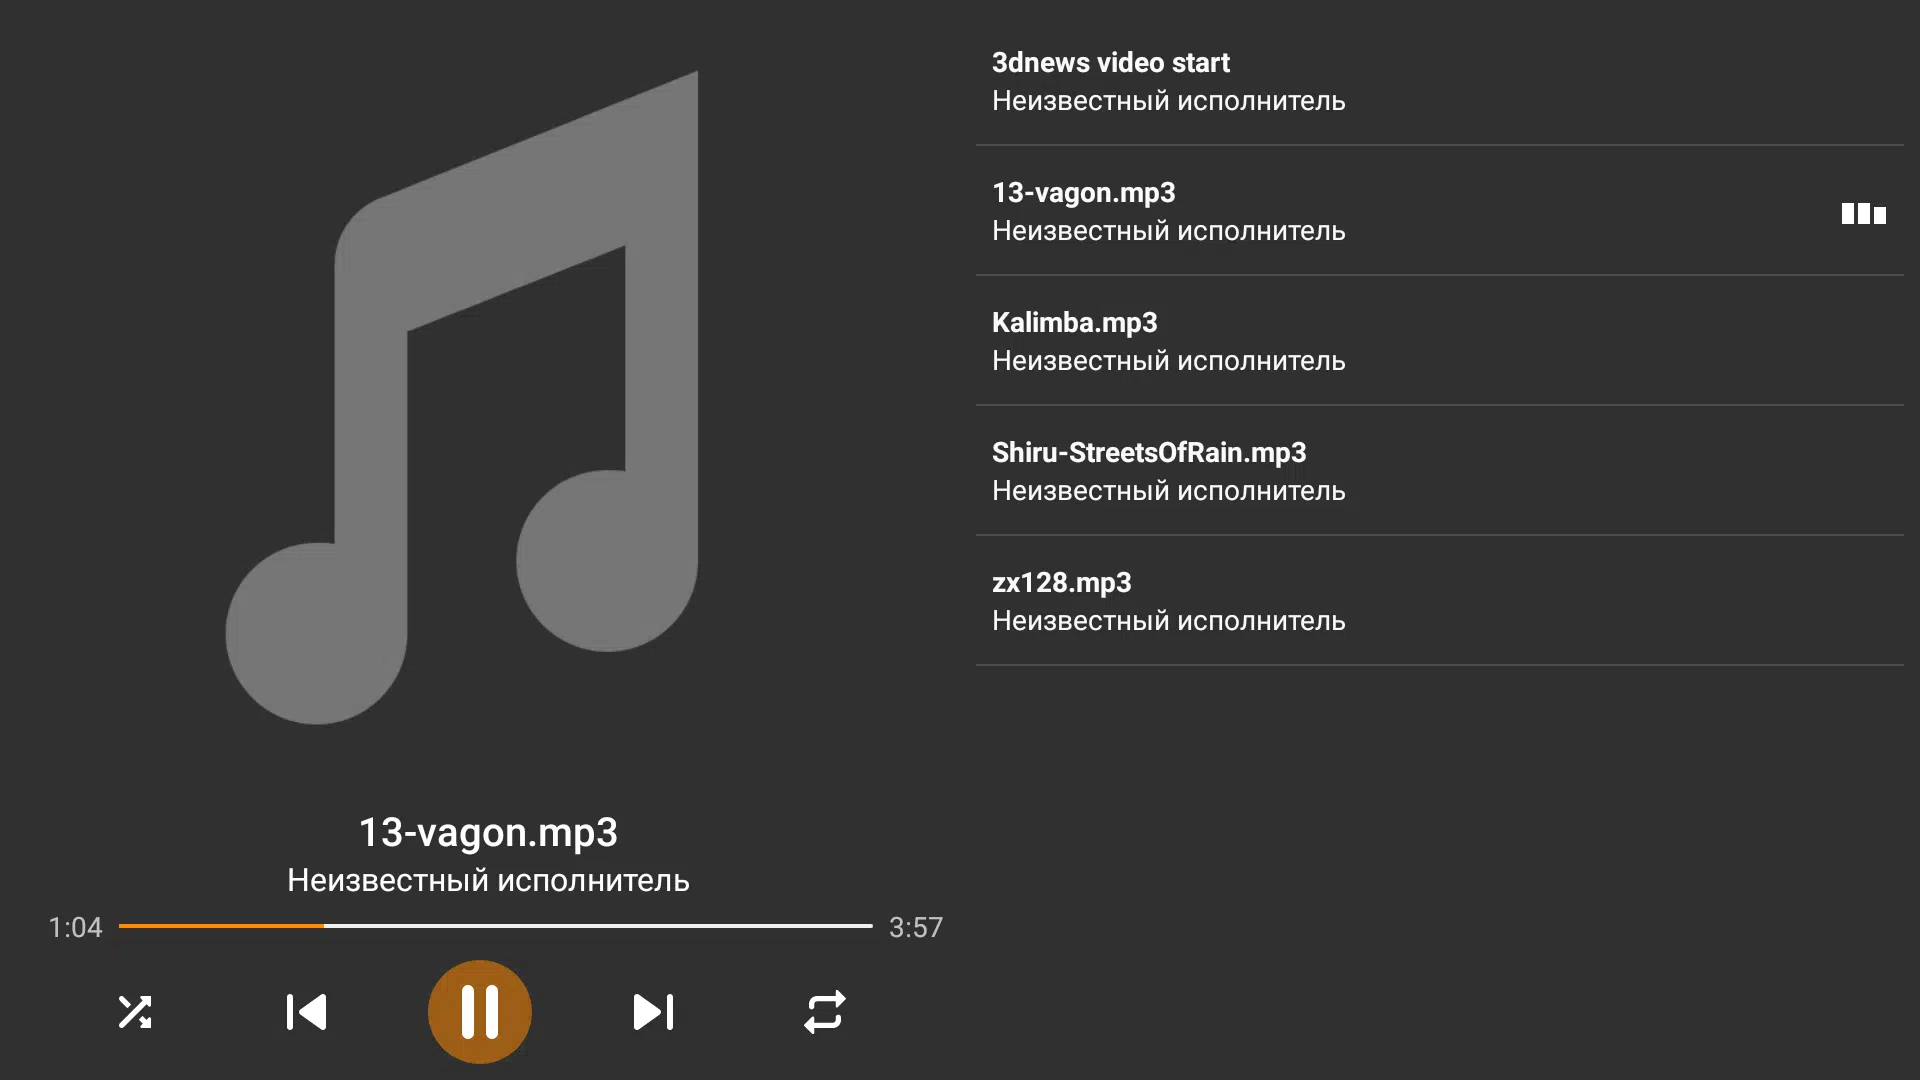 3dnews video start
Неизвестный исполнитель
13-vagon.mp3
Неизвестный исполнитель
Kalimba.mp3
Неизвестный исполнитель
Shiru-StreetsOfRain.mp3
Неизвестный исполнитель
zx128.mp3
Неизвестный исполнитель
13-vagon.mp3
Неизвестный исполнитель
1:04
3:57